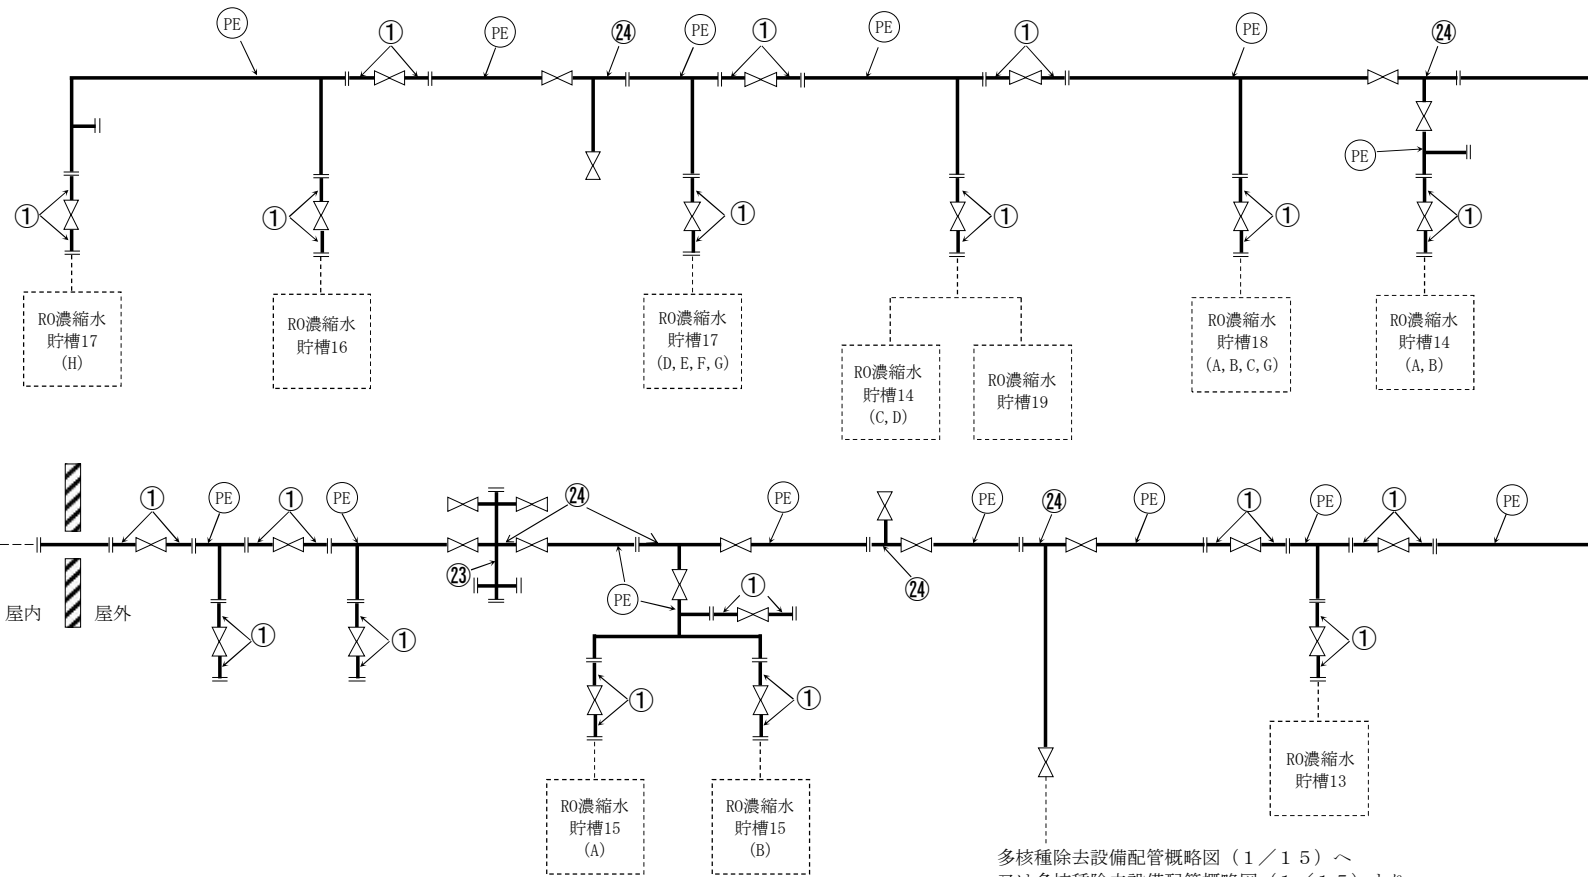 PE ① PE ㉔ PE ① PE ① PE ㉔
PE
① ① ① ① ① ①
RO濃縮水
貯槽17
(H)
RO濃縮水
貯槽16
RO濃縮水
貯槽17
(D,E,F,G)
RO濃縮水
貯槽14
(C,D)
RO濃縮水
貯槽19
RO濃縮水
貯槽18
(A,B,C,G)
RO濃縮水
貯槽14
(A,B)
① PE ① PE ㉔ PE PE ㉔ PE ① PE ① PE
㉓ PE ① ㉔
屋内 屋外
① ① ① ① ①
RO濃縮水
貯槽15
(A)
RO濃縮水
貯槽15
(B)
RO濃縮水
貯槽13
多核種除去設備配管概略図（１／１５）へ